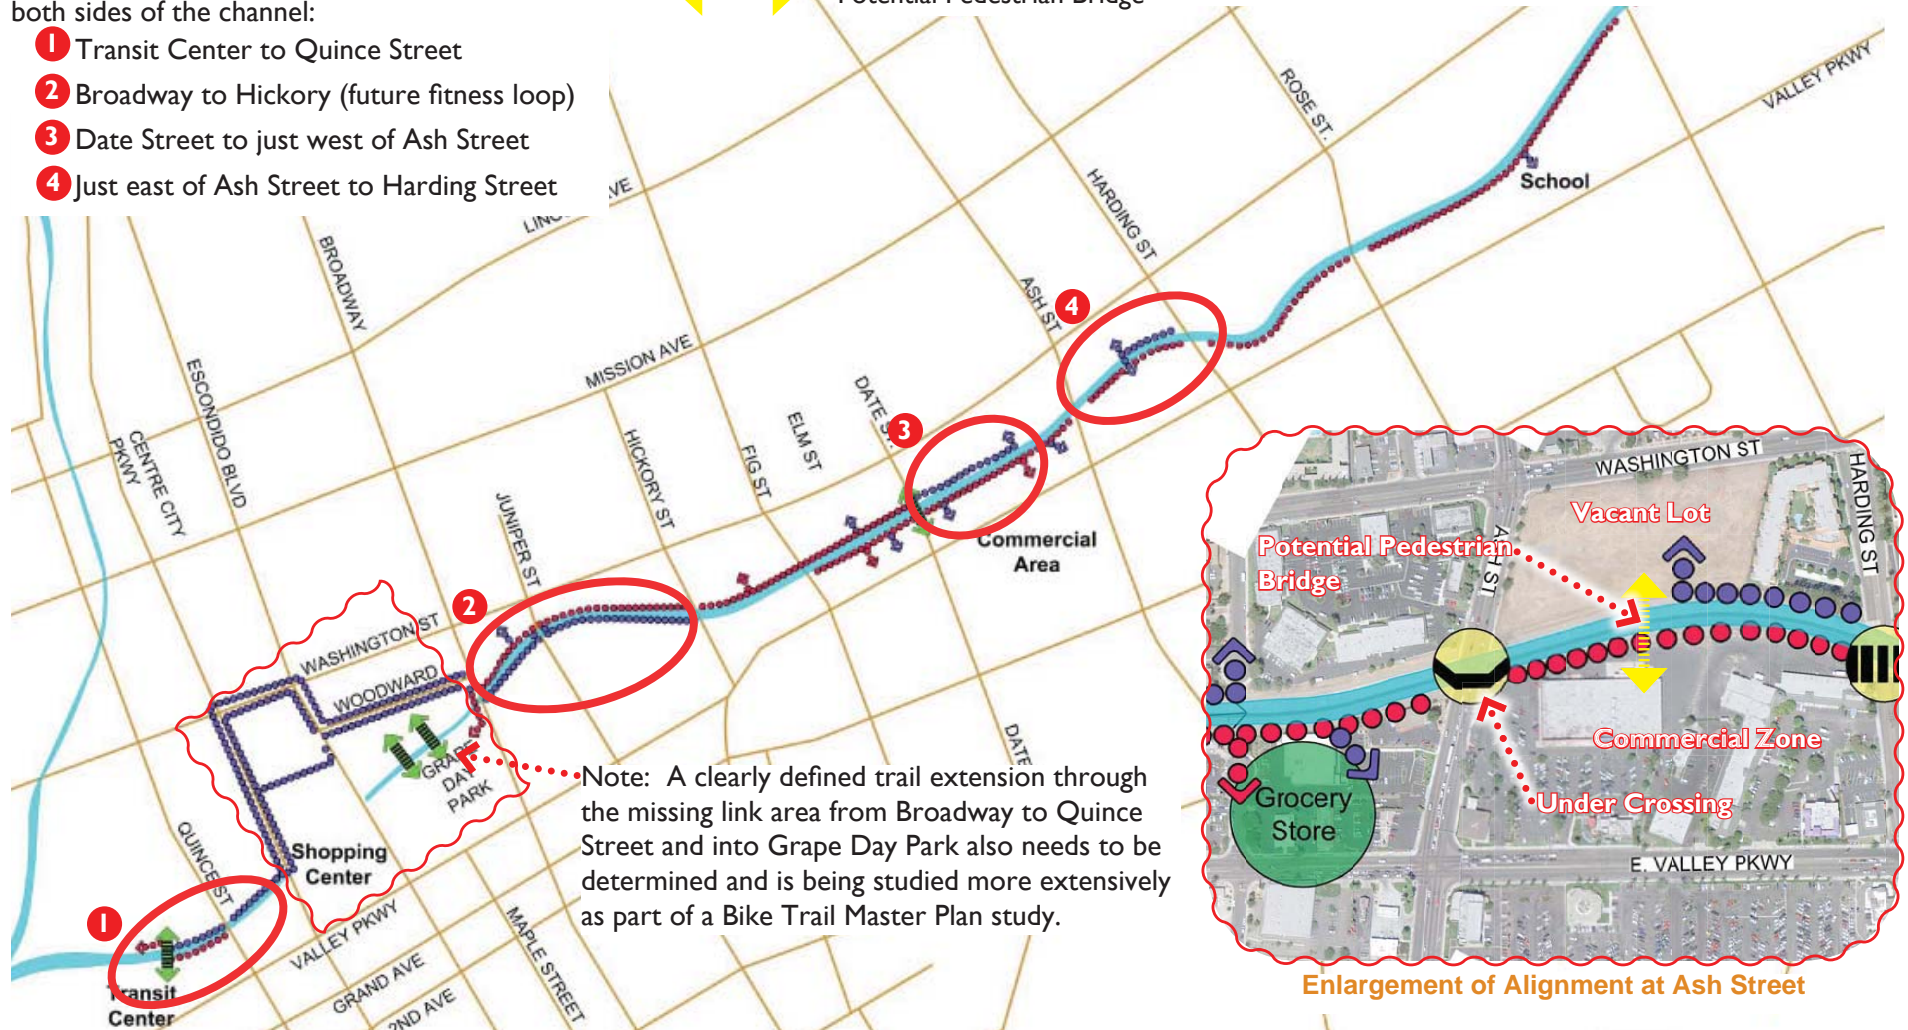 both sides of the channel:
1 Transit Center to Quince Street
2 Broadway to Hickory (future fitness loop)
3 Date Street to just west of Ash Street
4 Just east of Ash Street to Harding Street
Potential Pedestrian Bridge
VALLEY PKWY
ROSE ST.
School
HARDING ST
ASH ST
4
BROADWAY
MISSION AVE
ESCONDIDO BLVD
CENTRE CITY
PKWY
DATE ST.
3
ELM ST
FIG ST
HICKORY ST
JUNIPER ST
Commercial
Area
2
WASHINGTON ST
WOODWARD
GRAPE
DAY
PARK
QUINCE ST
Shopping
Center
1
Transit
Center
VALLEY PKWY
GRAND AVE
2ND AVE
MAPLE STREET
DATE
Note: A clearly defined trail extension through
the missing link area from Broadway to Quince
Street and into Grape Day Park also needs to be
determined and is being studied more extensively
as part of a Bike Trail Master Plan study.
WASHINGTON ST
HARDING ST
Vacant Lot
ASH ST
Potential Pedestrian
Bridge
Commercial Zone
Under Crossing
Grocery
Store
E. VALLEY PKWY
Enlargement of Alignment at Ash Street